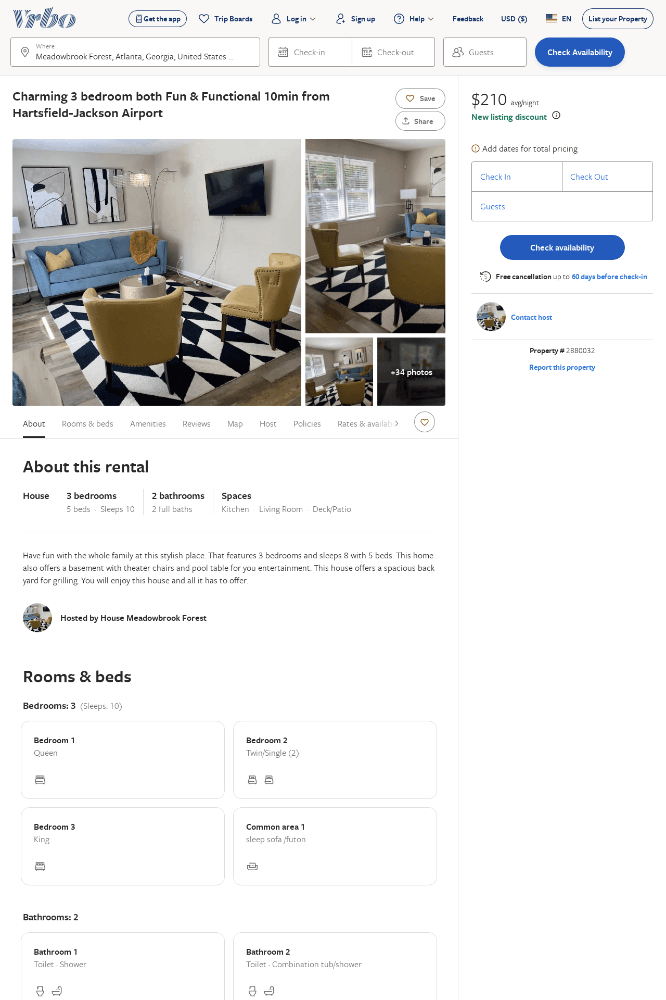 Vrbo
Get the app
Trip Boards
Log in
Sign up
Help
Feedback
USD ($)
EN
List your Property
Where
Meadowbrook Forest, Atlanta, Georgia, United States ...
Check-in
Check-out
Guests
Check Availability
Charming 3 bedroom both Fun & Functional 10min from
Hartsfield-Jackson Airport
Save
Share
+34 photos
$210 avg/night
New listing discount
Add dates for total pricing
Check In
Check Out
Guests
Check availability
Free cancellation up to 60 days before check-in
Contact host
Property # 2880032
Report this property
About
Rooms & beds
Amenities
Reviews
Map
Host
Policies
Rates & availab
About this rental
House
3 bedrooms
5 beds · Sleeps 10
2 bathrooms
2 full baths
Spaces
Kitchen · Living Room · Deck/Patio
Have fun with the whole family at this stylish place. That features 3 bedrooms and sleeps 8 with 5 beds. This home
also offers a basement with theater chairs and pool table for you entertainment. This house offers a spacious back
yard for grilling. You will enjoy this house and all it has to offer.
Hosted by House Meadowbrook Forest
Rooms & beds
Bedrooms: 3 (Sleeps: 10)
Bedroom 1
Queen
Bedroom 2
Twin/Single (2)
Bedroom 3
King
Common area 1
sleep sofa /futon
Bathrooms: 2
Bathroom 1
Toilet · Shower
Bathroom 2
Toilet · Combination tub/shower